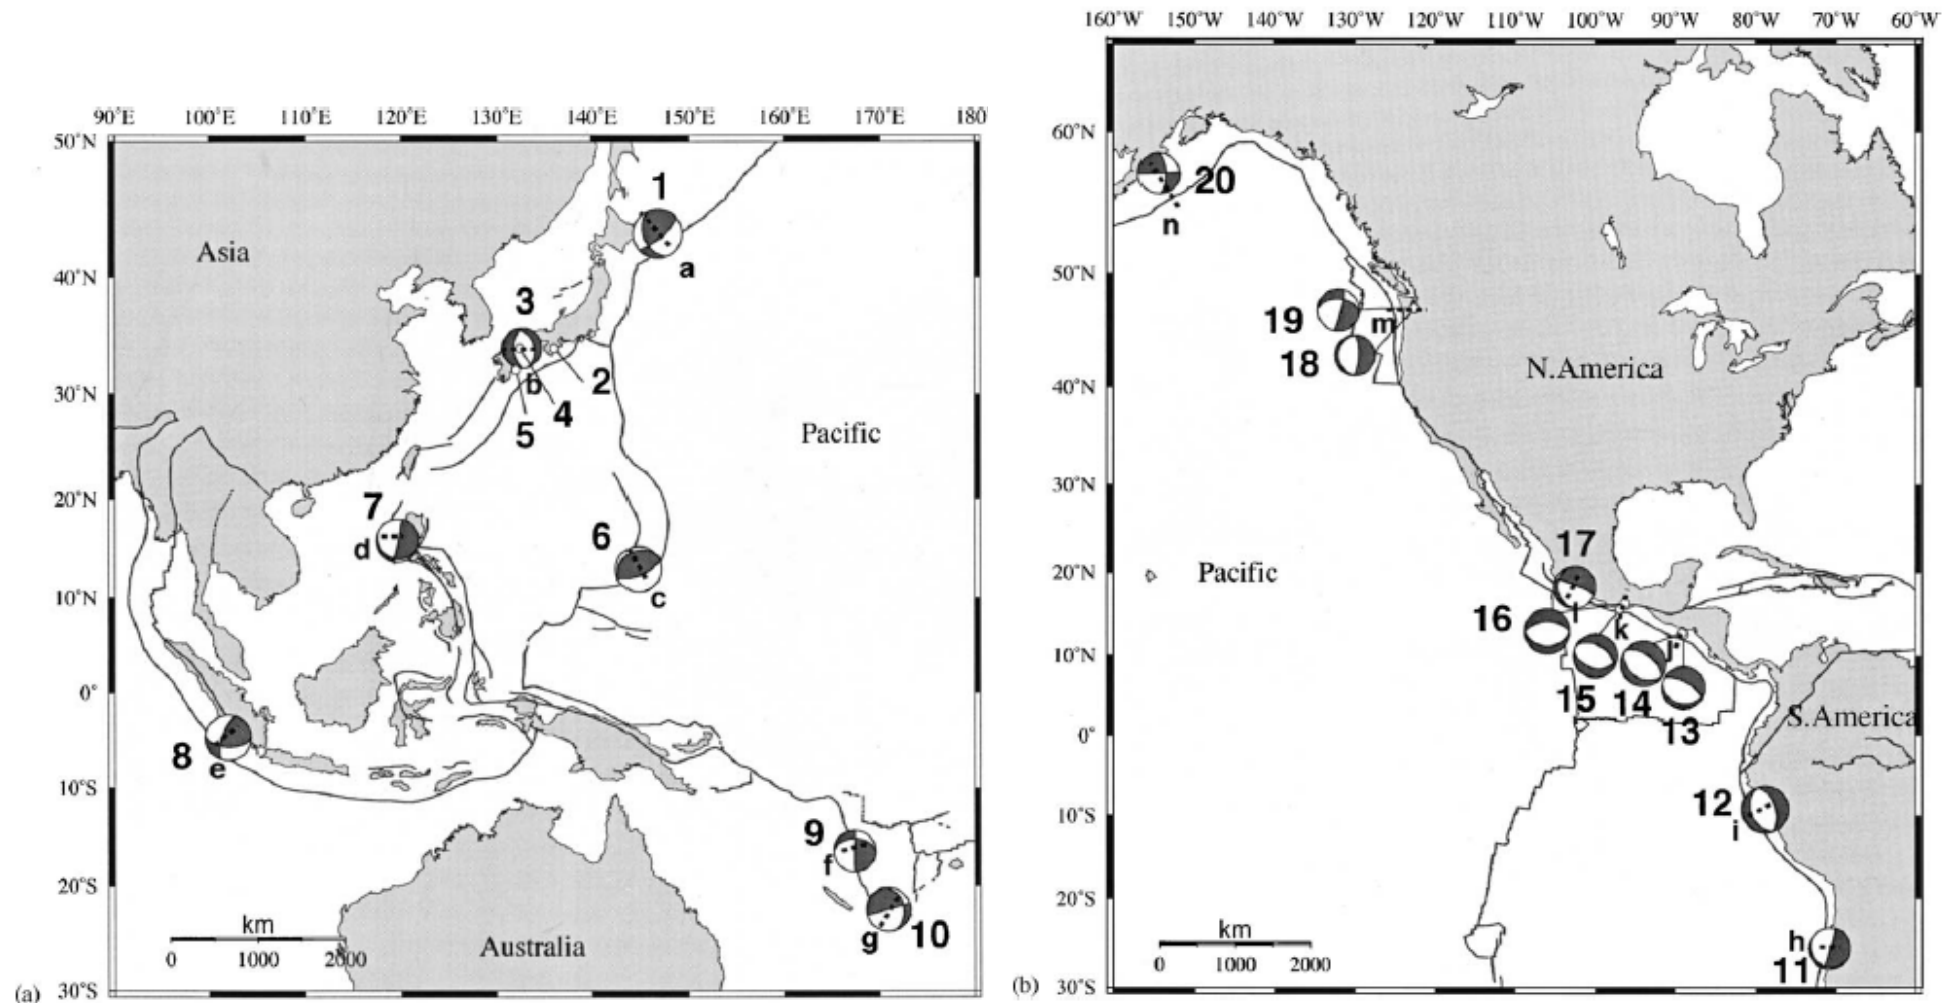 160°W 150°W 140°W 130°W 120°W 110°W 100°W 90°W 80°W 70°W 60°W
90°E 100°E 110°E 120°E 130°E 140°E 150°E 160°E 170°E 180
50°N
60°N
1
20
n
Asia
a
40°N
50°N
3
19
m
18
N.America
b
2
4
5
30°N
40°N
Pacific
30°N
20°N
7
d
6
c
17
20°N
Pacific
l
10°N
16
k
j
10°N
15 14
13
0°
S.America
0°
8
e
10°S
12
i
10°S
9
f
20°S
g
10
20°S
km
0 1000 2000
Australia
km
0 1000 2000
h
11
(a) 30°S
(b) 30°S